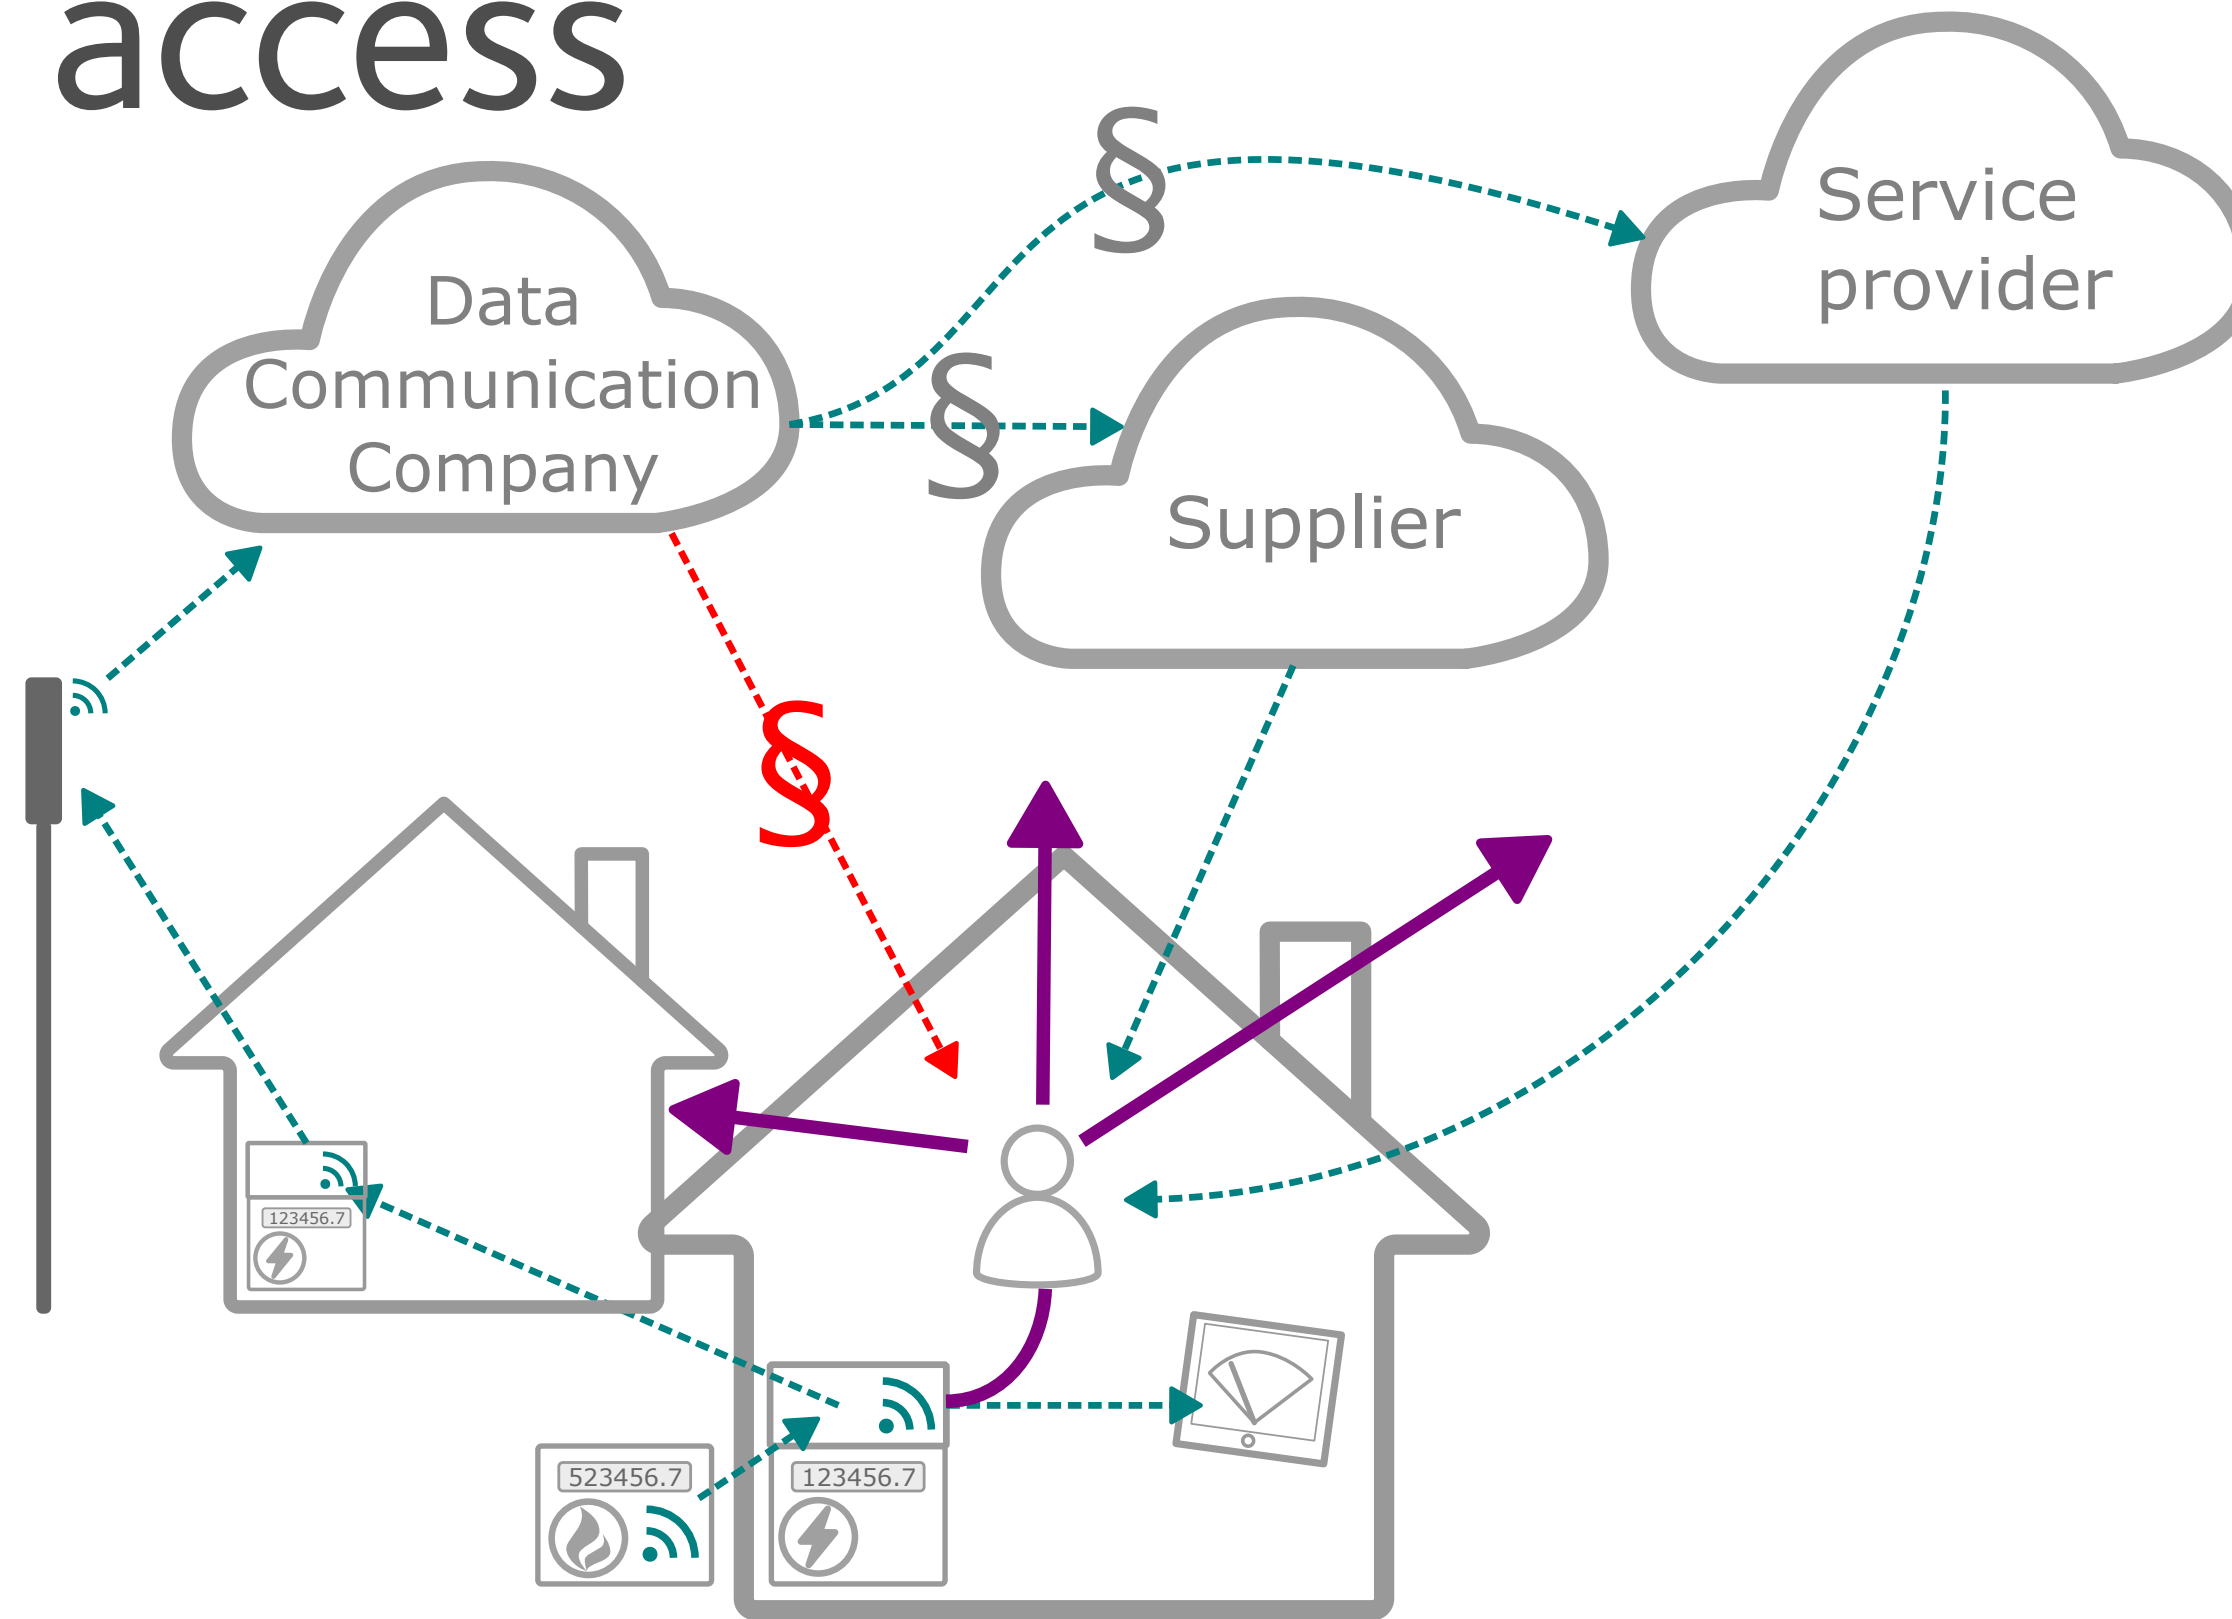 access
Service
provider
§
Data
Communication
Company
§
Supplier
§
123456.7
523456.7
123456.7